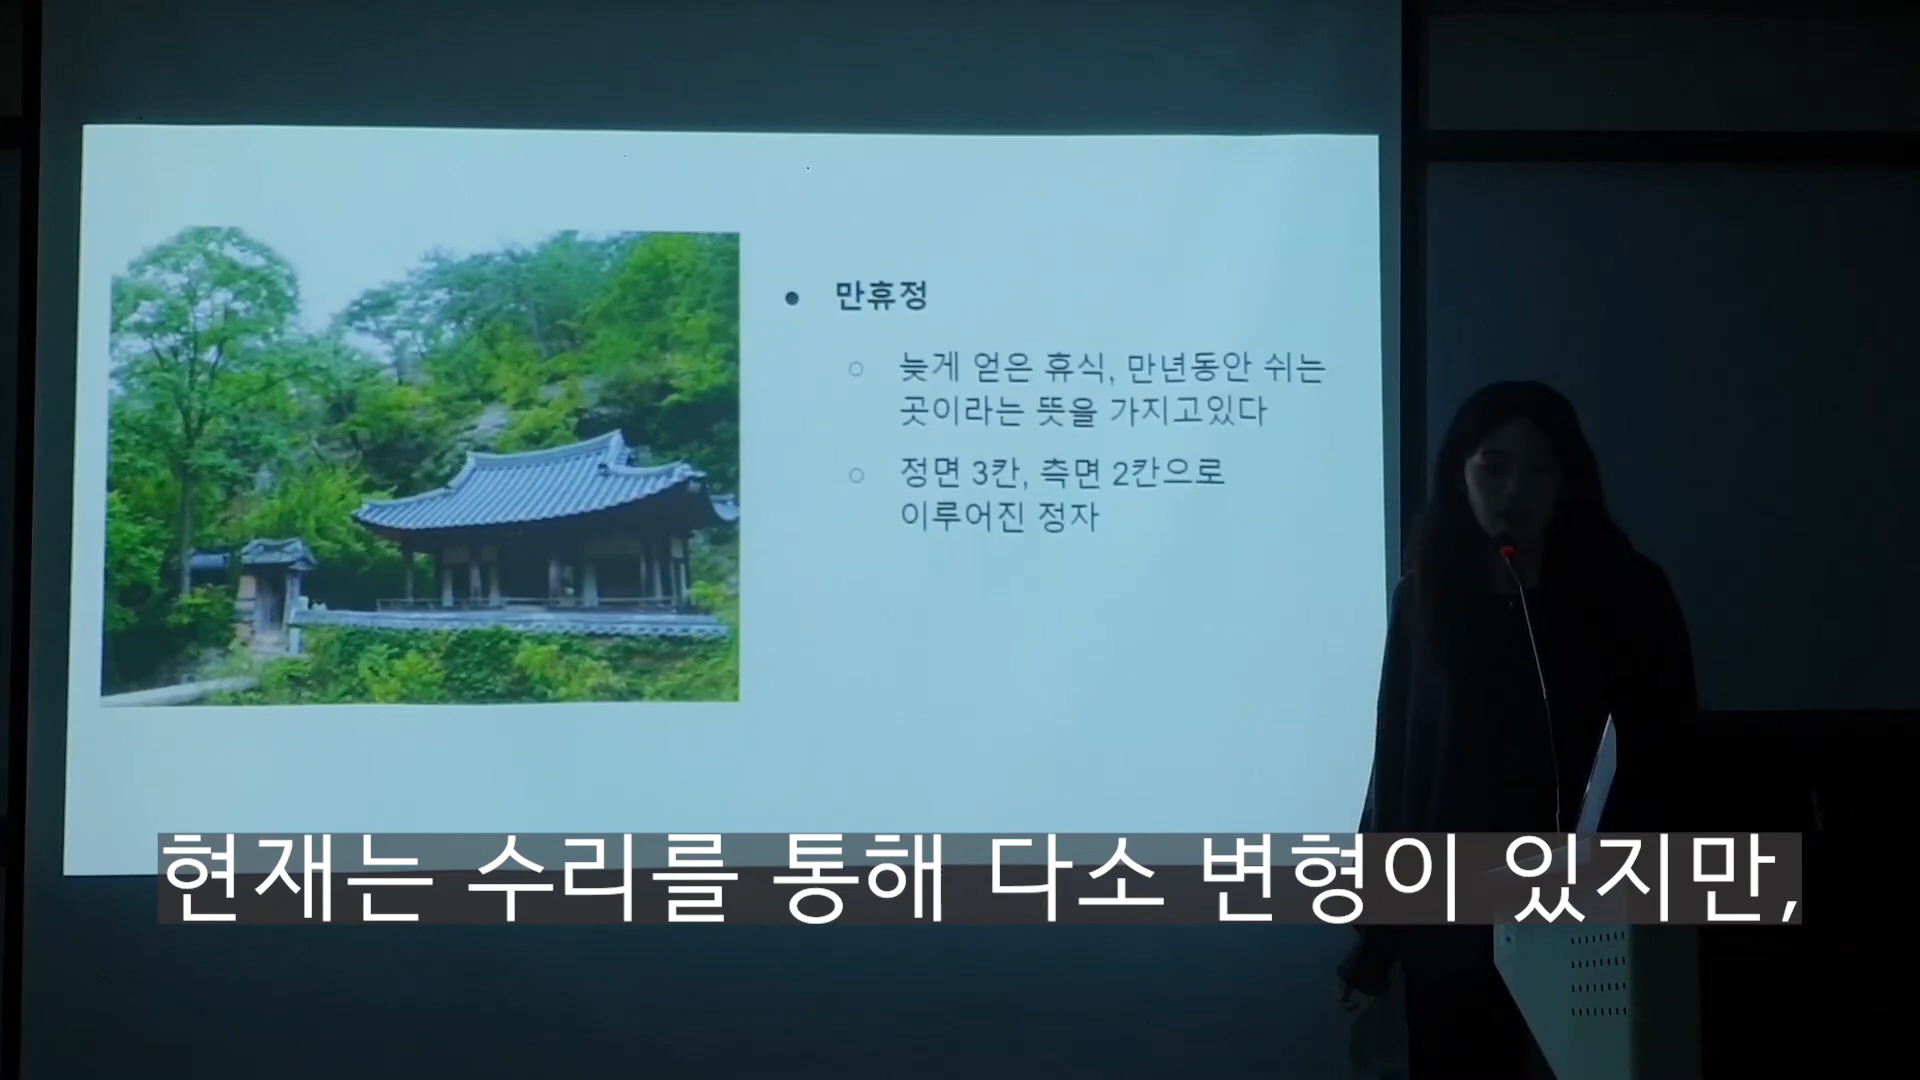 만휴정
늦게 얻은 휴식, 만년동안 쉬는
곳이라는 뜻을 가지고있다
정면 3칸, 측면 2칸으로
이루어진 정자
현재는 수리를 통해 다소 변형이 있지만,